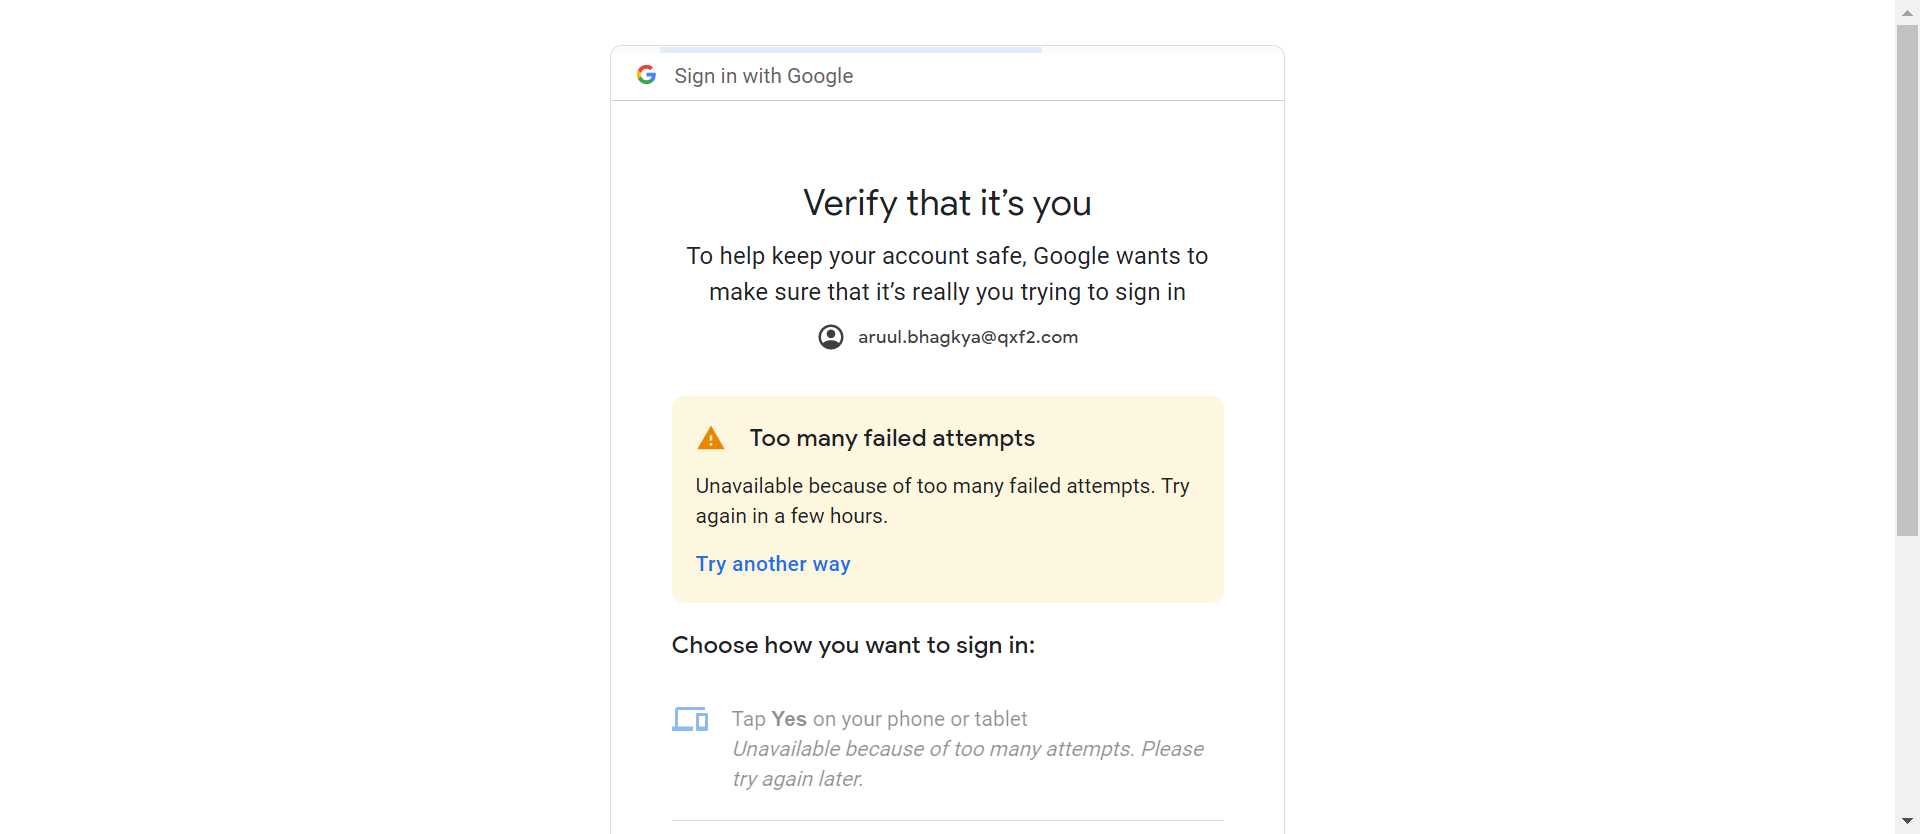 Sign in with Google
Verify that it’s you
To help keep your account safe, Google wants to
make sure that it’s really you trying to sign in
aruul.bhagkya@qxf2.com
Too many failed attempts
Unavailable because of too many failed attempts. Try
again in a few hours.
Try another way
Choose how you want to sign in:
Tap Yes on your phone or tablet
Unavailable because of too many attempts. Please
try again later.